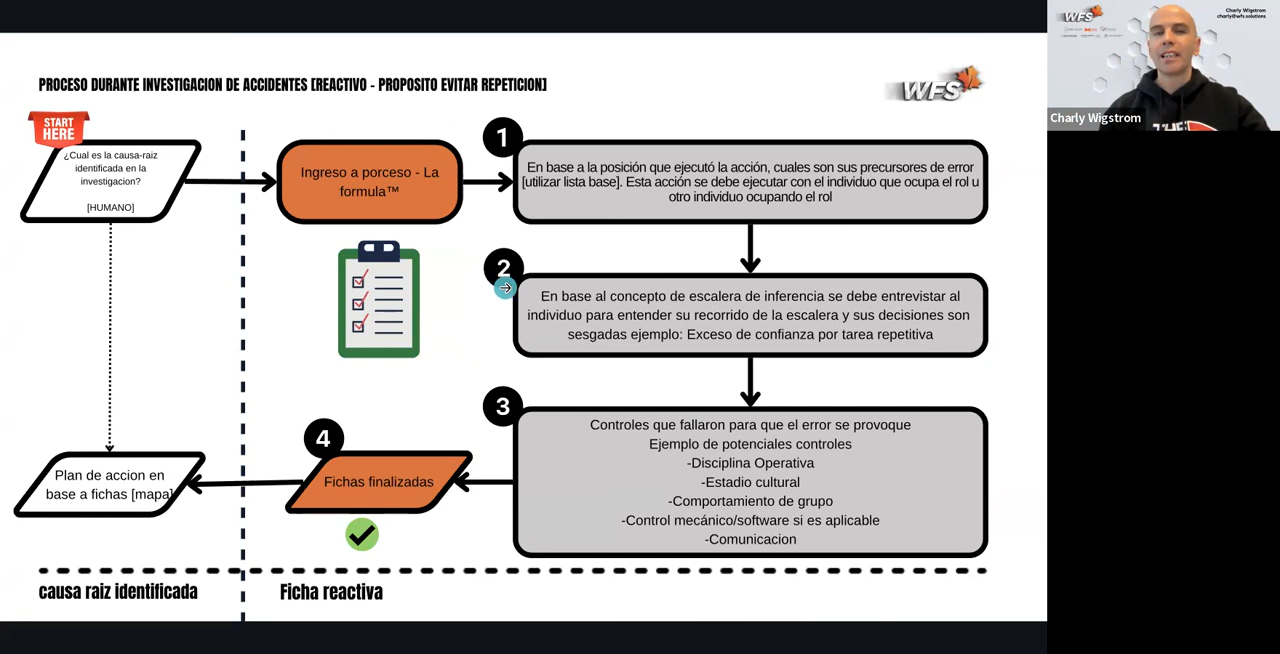 PROCESO DURANTE INVESTIGACION DE ACCIDENTES [REACTIVO - PROPOSITO EVITAR REPETICION]
WFS
START
HERE
¿Cual es la causa-raiz
identificada en la
investigacion?
[HUMANO]
Ingreso a porceso - La
formula™
1
En base a la posición que ejecutó la acción, cuales son sus precursores de error
[utilizar lista base]. Esta acción se debe ejecutar con el individuo que ocupa el rol u
otro individuo ocupando el rol
2
En base al concepto de escalera de inferencia se debe entrevistar al
individuo para entender su recorrido de la escalera y sus decisiones son
sesgadas ejemplo: Exceso de confianza por tarea repetitiva
3
Controles que fallaron para que el error se provoque
Ejemplo de potenciales controles
-Disciplina Operativa
-Estadio cultural
-Comportamiento de grupo
-Control mecánico/software si es aplicable
-Comunicacion
4
Fichas finalizadas
Plan de accion en
base a fichas [mapa]
causa raiz identificada
Ficha reactiva
WFS
Charly Wigstrom
charly@wfs.solutions
Charly Wigstrom